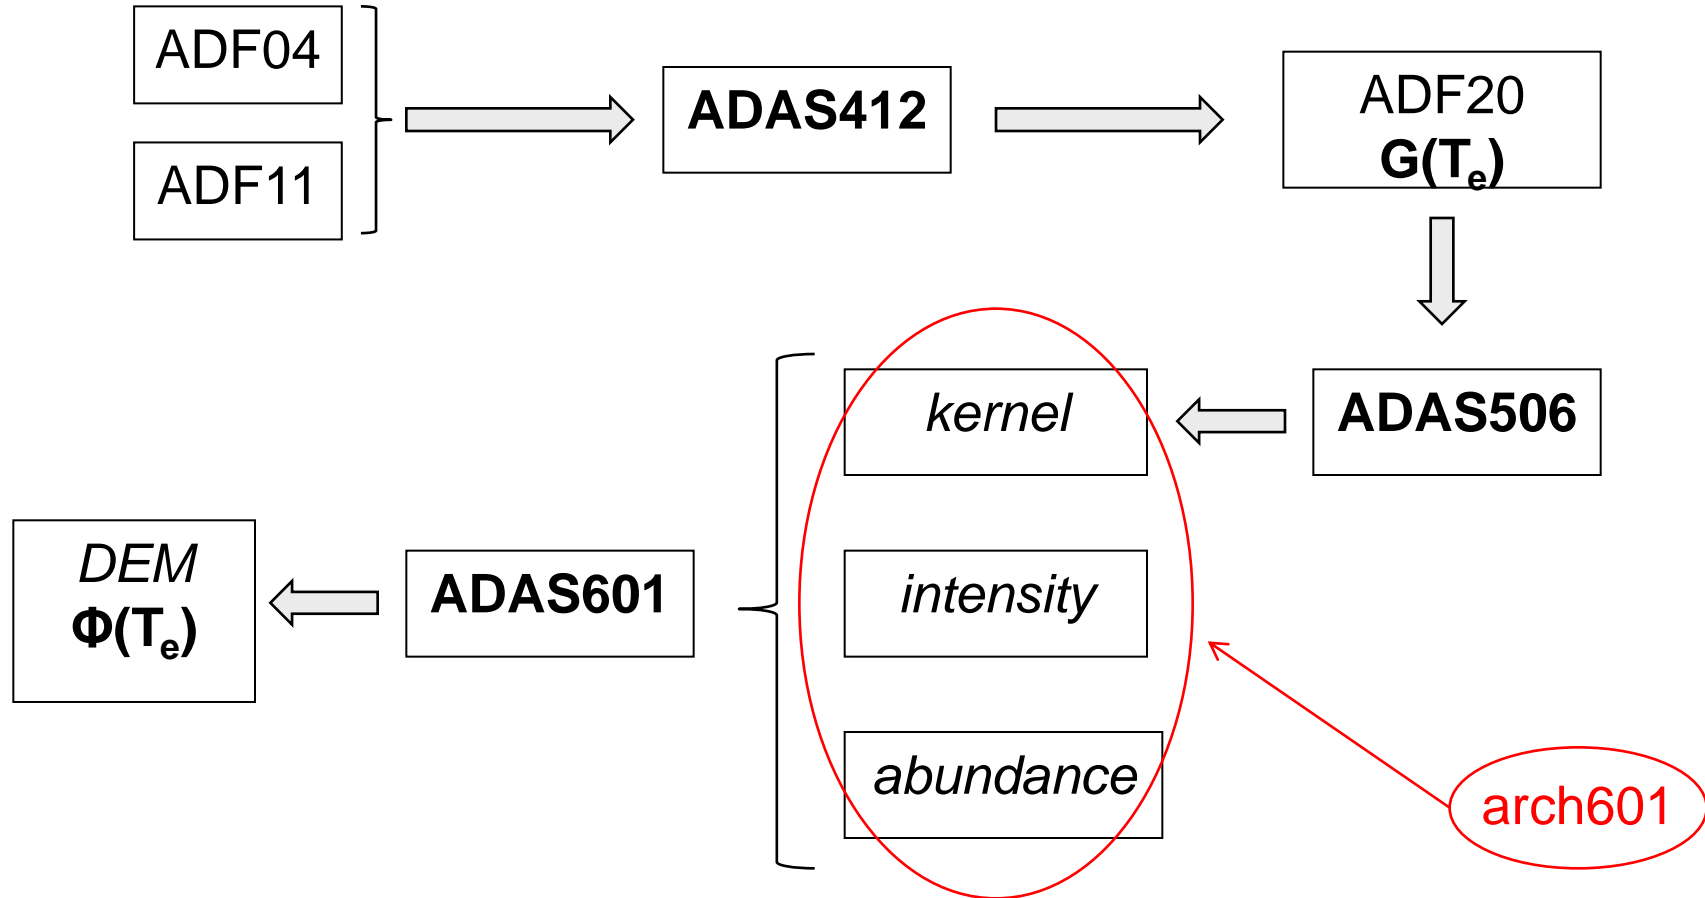 ADF04
ADF11
ADAS412
ADF20
G(Te)
kernel
ADAS506
intensity
abundance
ADAS601
DEM
Φ(Te)
arch601